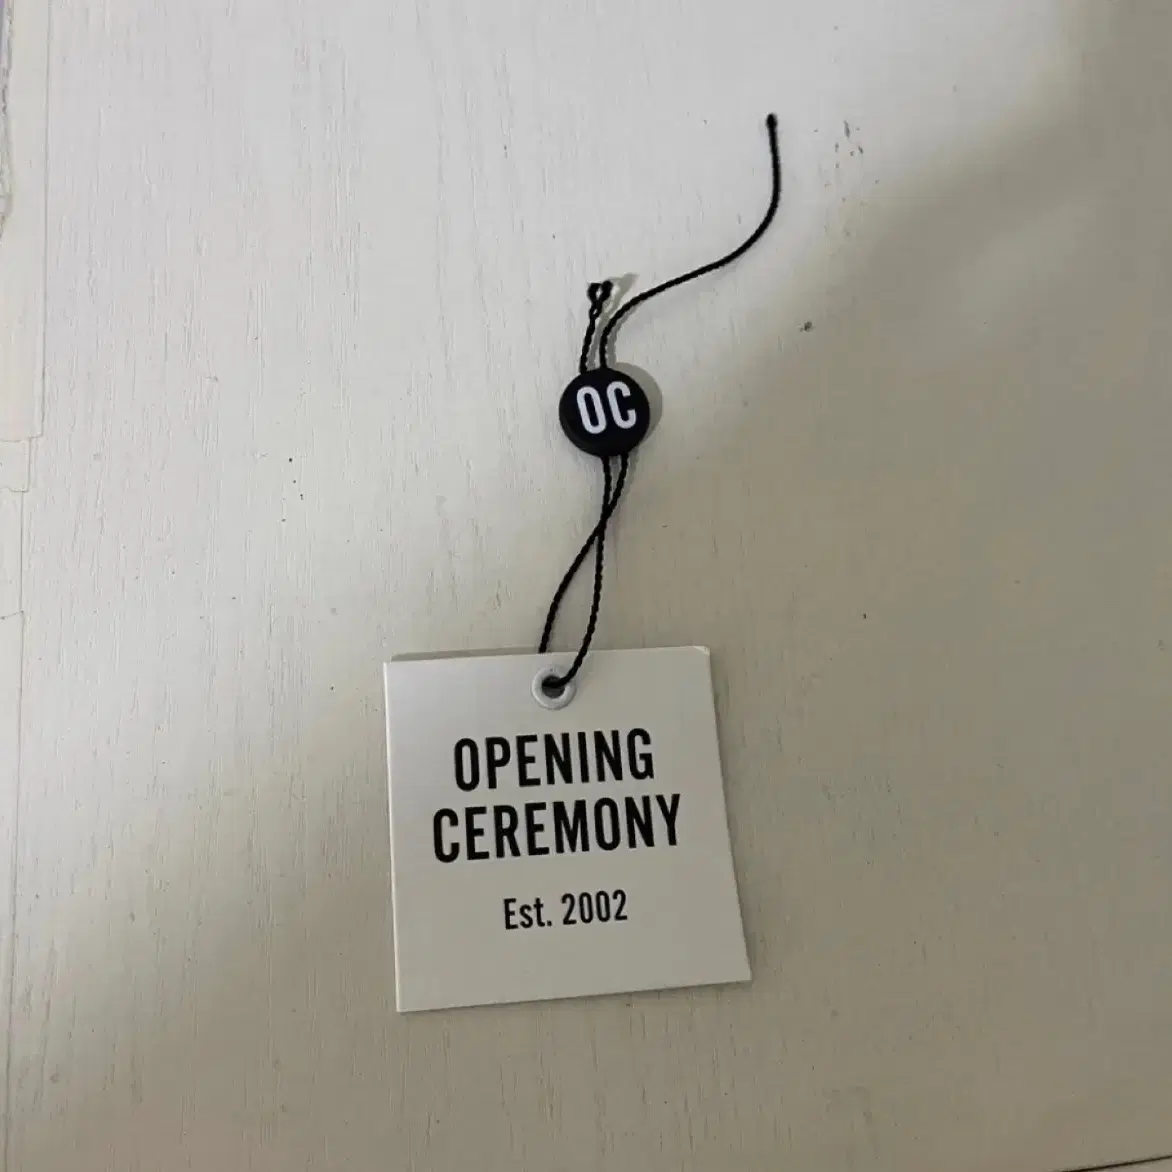 OC
OPENING
CEREMONY
Est. 2002